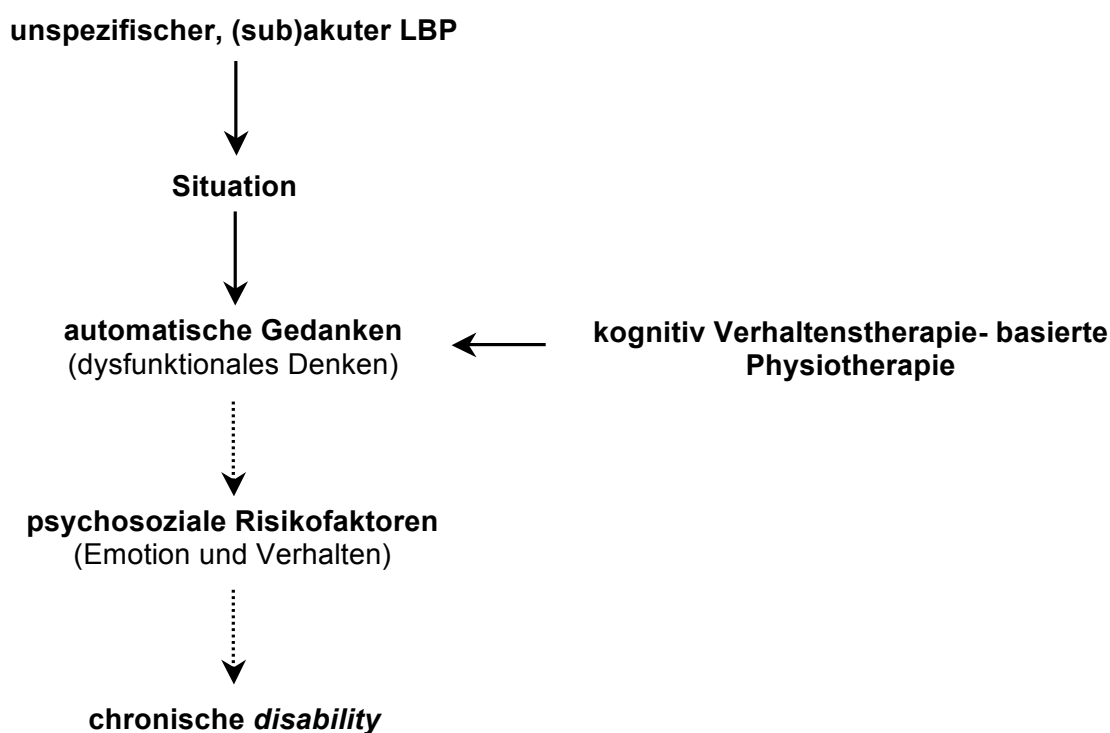 unspezifischer, (sub)akuter LBP
Situation
automatische Gedanken
(dysfunktionales Denken)
kognitiv Verhaltenstherapie- basierte
Physiotherapie
psychosoziale Risikofaktoren
(Emotion und Verhalten)
chronische disability